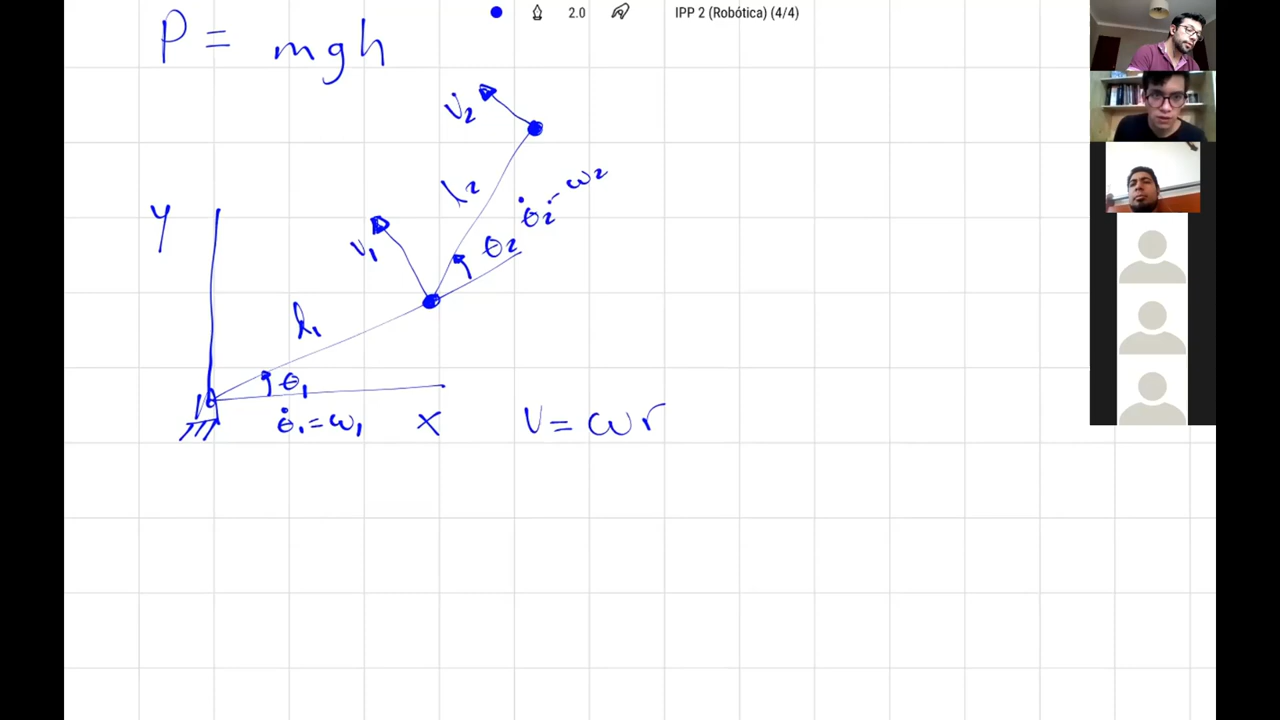 2.0 IPP 2 (Robótica) (4/4)
P = mgh
V2
l2
θ̇2 = ω2
V1
θ2
Y
l1
θ1
θ̇1 = ω1
X
V = ωr